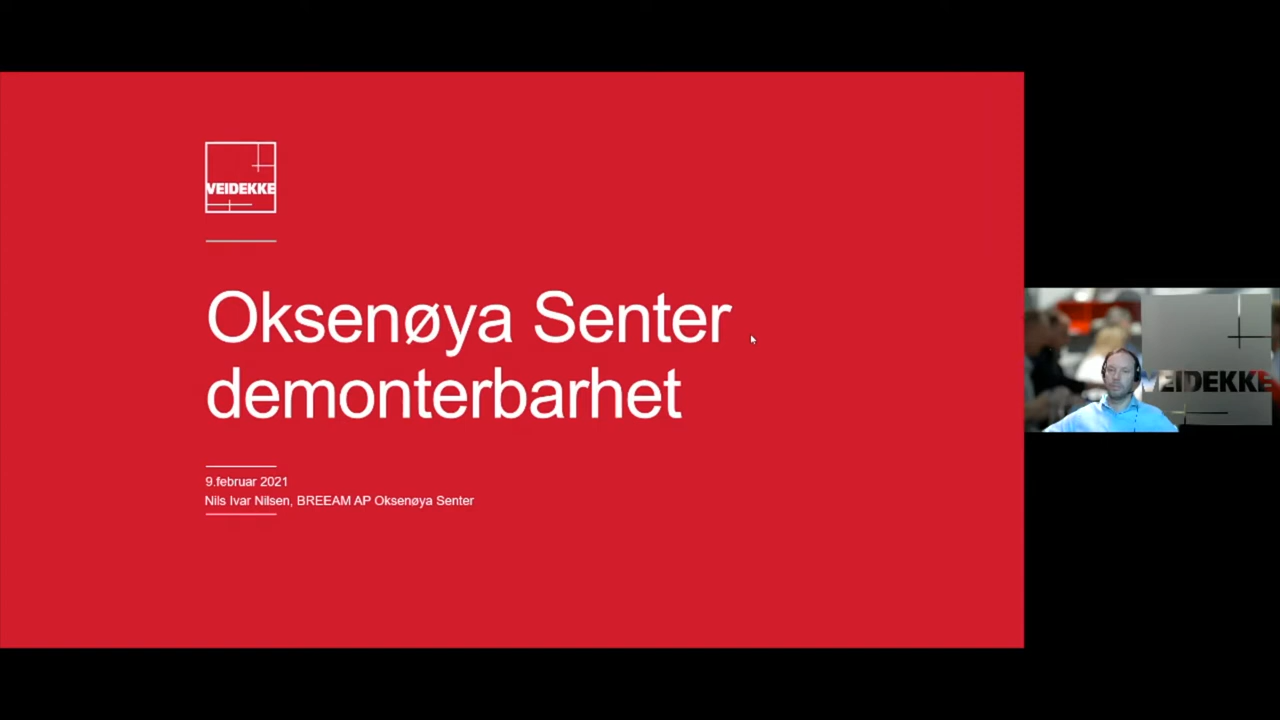 VEIDEKKE
Oksenøya Senter
demonterbarhet
9.februar 2021
Nils Ivar Nilsen, BREEAM AP Oksenøya Senter
VEIDEKKE